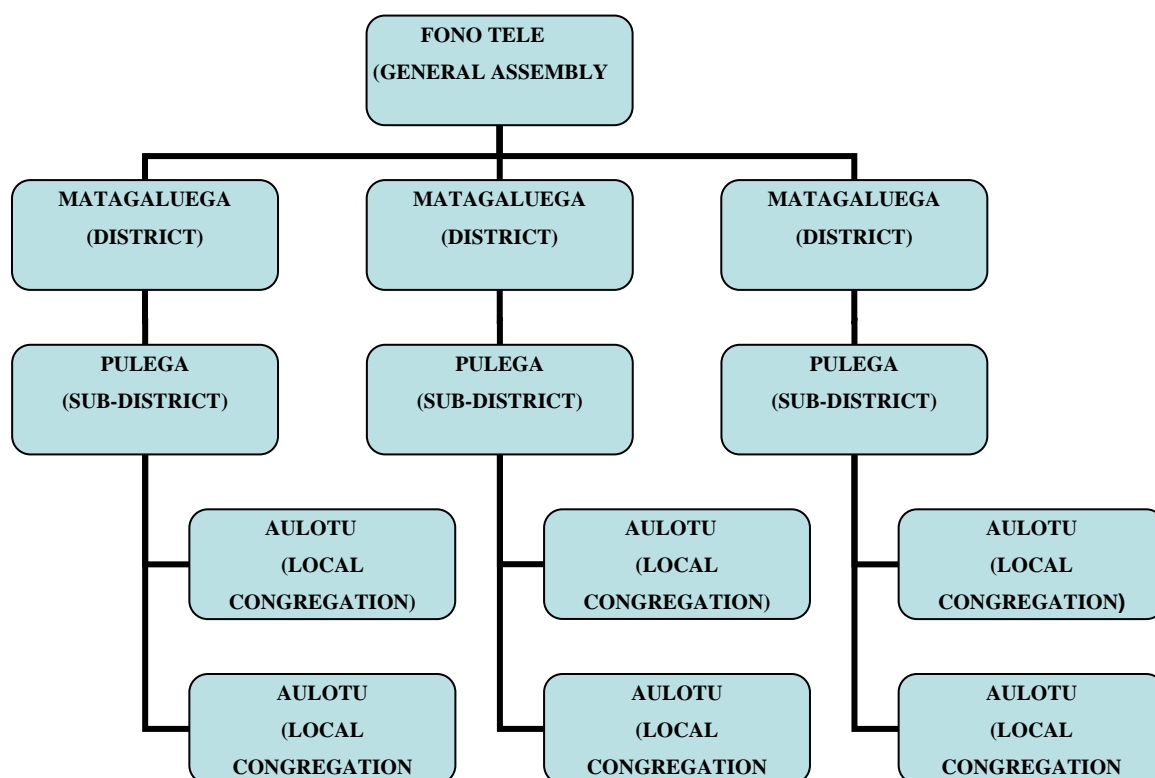 FONO TELE
(GENERAL ASSEMBLY
MATAGALUEGA
(DISTRICT)
MATAGALUEGA
(DISTRICT)
MATAGALUEGA
(DISTRICT)
PULEGA
(SUB-DISTRICT)
PULEGA
(SUB-DISTRICT)
PULEGA
(SUB-DISTRICT)
AULOTU
(LOCAL
CONGREGATION)
AULOTU
(LOCAL
CONGREGATION)
AULOTU
(LOCAL
CONGREGATION)
AULOTU
(LOCAL
CONGREGATION
AULOTU
(LOCAL
CONGREGATION
AULOTU
(LOCAL
CONGREGATION